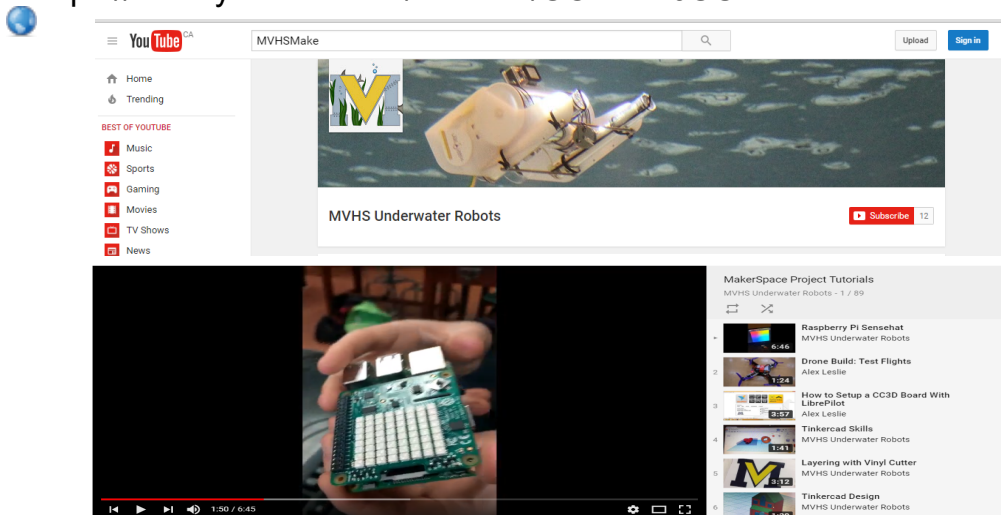 YouTube CA
MVHSMake
Upload
Sign in
Home
Trending
BEST OF YOUTUBE
Music
Sports
Gaming
Movies
TV Shows
News
MVHS Underwater Robots
Subscribe 12
1:50 / 6:45
MakerSpace Project Tutorials
MVHS Underwater Robots - 1 / 89
Raspberry Pi Sensehat
MVHS Underwater Robots
6:46
2
Drone Build: Test Flights
Alex Leslie
1:24
3
How to Setup a CC3D Board With
LibrePilot
Alex Leslie
3:57
4
Tinkercad Skills
MVHS Underwater Robots
1:41
5
Layering with Vinyl Cutter
MVHS Underwater Robots
3:12
6
Tinkercad Design
MVHS Underwater Robots